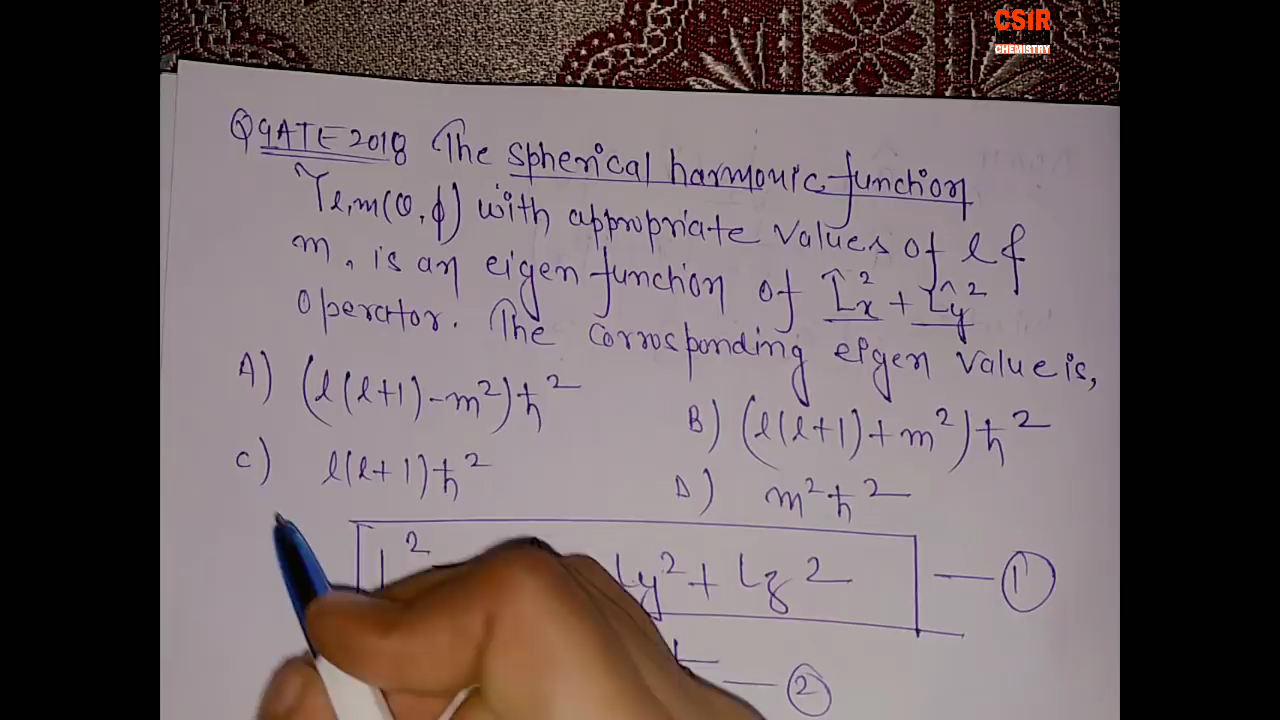 CSIR
CHEMISTRY
Q GATE 2018 The spherical harmonic function
Yl,m(θ,ϕ) with appropriate values of l &
m, is an eigen function of L̂x² + L̂y²
operator. The corrosponding eigen value is,
A) (l(l+1)-m²)ħ²
B) (l(l+1)+m²)ħ²
C) l(l+1)ħ²
D) m²ħ²
L² Ly² + Lz² — ①
— ②